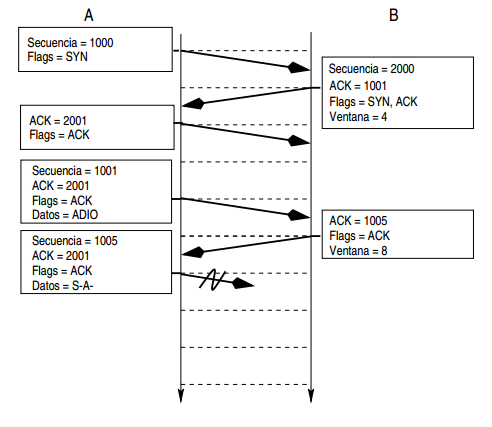 A
B
Secuencia = 1000
Flags = SYN
Secuencia = 2000
ACK = 1001
Flags = SYN, ACK
Ventana = 4
ACK = 2001
Flags = ACK
Secuencia = 1001
ACK = 2001
Flags = ACK
Datos = ADIO
ACK = 1005
Flags = ACK
Ventana = 8
Secuencia = 1005
ACK = 2001
Flags = ACK
Datos = S-A-